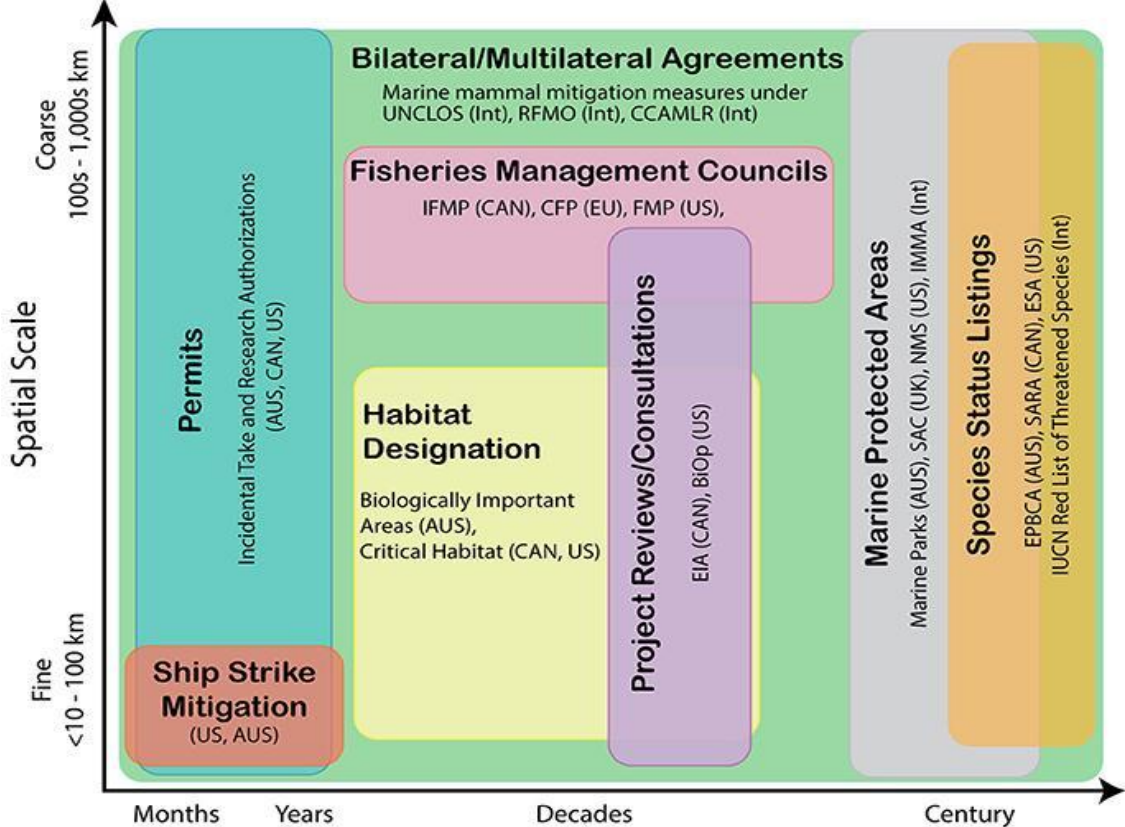 Bilateral/Multilateral Agreements
Marine mammal mitigation measures under
UNCLOS (Int), RFMO (Int), CCAMLR (Int)
Fisheries Management Councils
IFMP (CAN), CFP (EU), FMP (US),
Permits
Incidental Take and Research Authorizations
(AUS, CAN, US)
Ship Strike
Mitigation
(US, AUS)
Habitat
Designation
Biologically Important
Areas (AUS),
Critical Habitat (CAN, US)
Project Reviews/Consultations
EIA (CAN), BiOp (US)
Marine Protected Areas
Marine Parks (AUS), SAC (UK), NMS (US), IMMA (Int)
Species Status Listings
EPBCA (AUS), SARA (CAN), ESA (US)
IUCN Red List of Threatened Species (Int)
Spatial Scale
Coarse
100s - 1,000s km
Fine
<10 - 100 km
Months
Years
Decades
Century